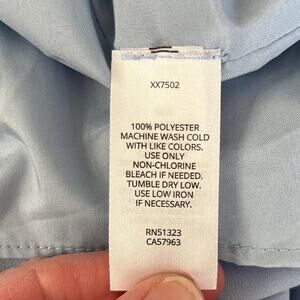 XX7502
100% POLYESTER
MACHINE WASH COLD
WITH LIKE COLORS.
USE ONLY
NON-CHLORINE
BLEACH IF NEEDED.
TUMBLE DRY LOW.
USE LOW IRON
IF NECESSARY.
RN51323
CA57963